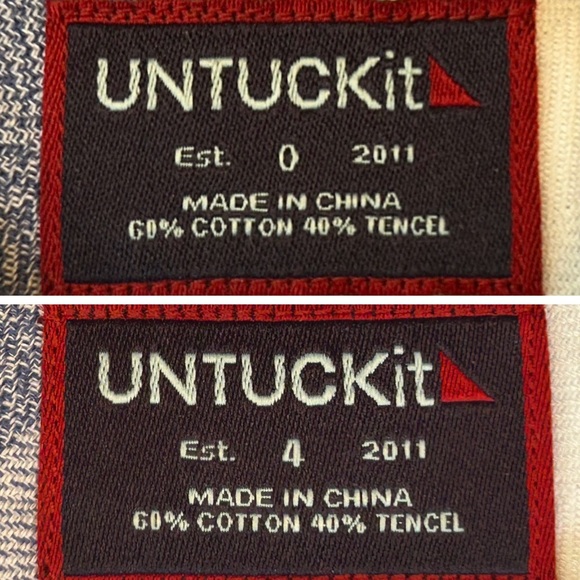 UNTUCKit
Est. 0 2011
MADE IN CHINA
60% COTTON 40% TENCEL
UNTUCKit
Est. 4 2011
MADE IN CHINA
60% COTTON 40% TENCEL